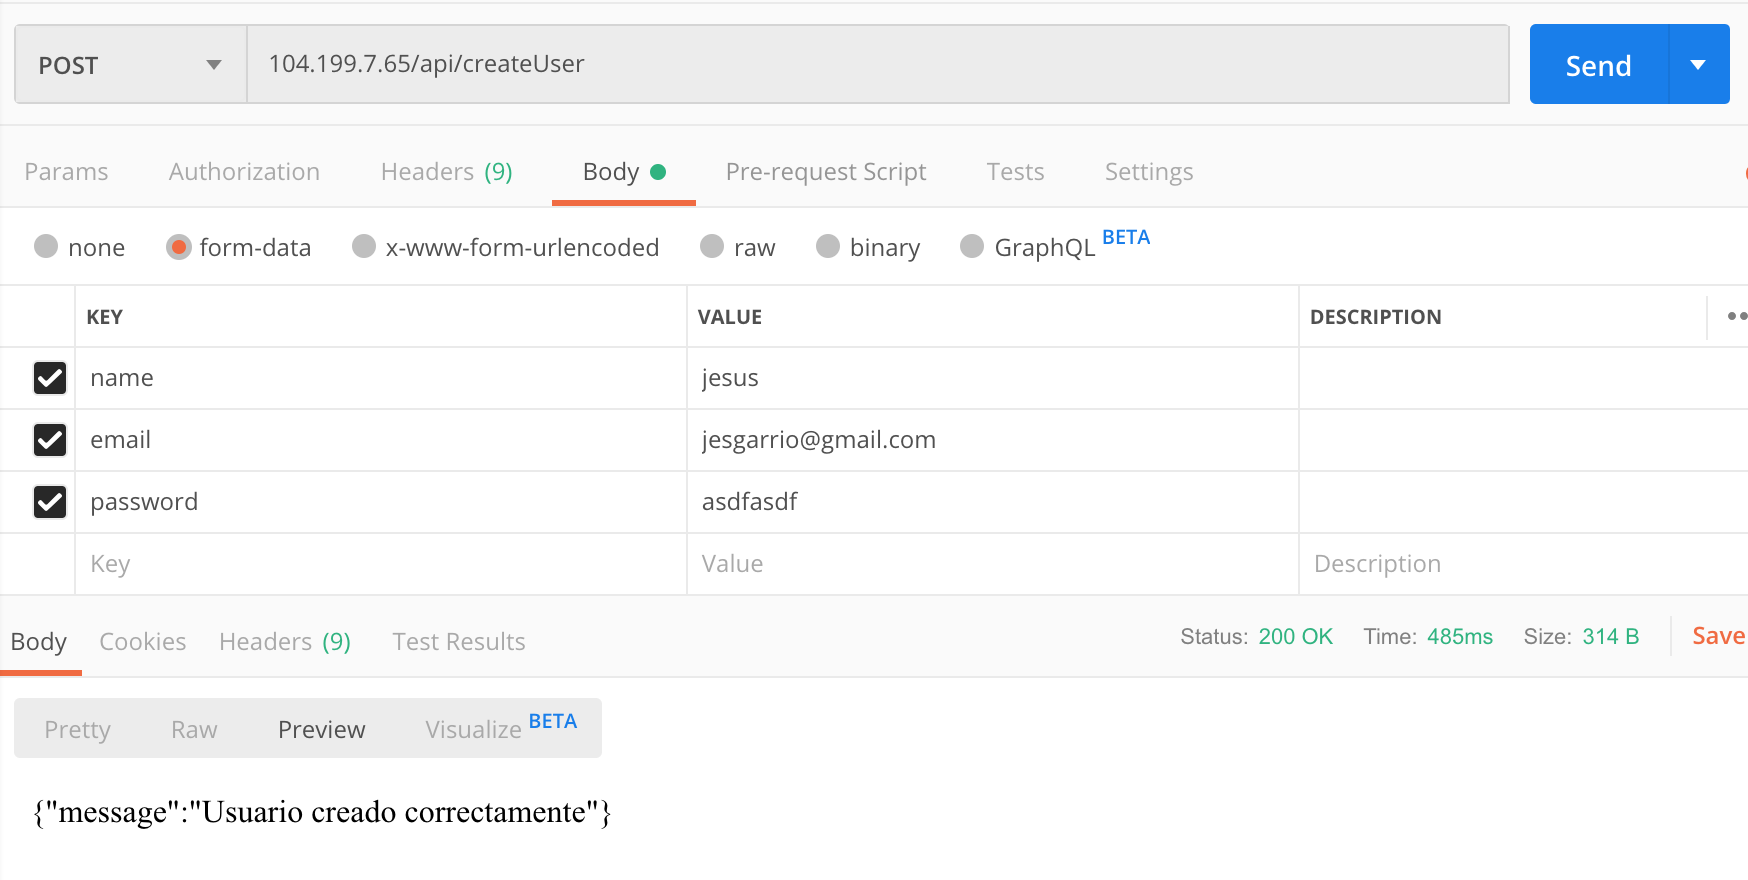 POST 104.199.7.65/api/createUser Send
Params Authorization Headers (9) Body Pre-request Script Tests Settings
none form-data x-www-form-urlencoded raw binary GraphQL BETA
KEY VALUE DESCRIPTION
name jesus
email jesgarrio@gmail.com
password asdfasdf
Key Value Description
Body Cookies Headers (9) Test Results Status: 200 OK Time: 485ms Size: 314 B Save
Pretty Raw Preview Visualize BETA
{"message":"Usuario creado correctamente"}